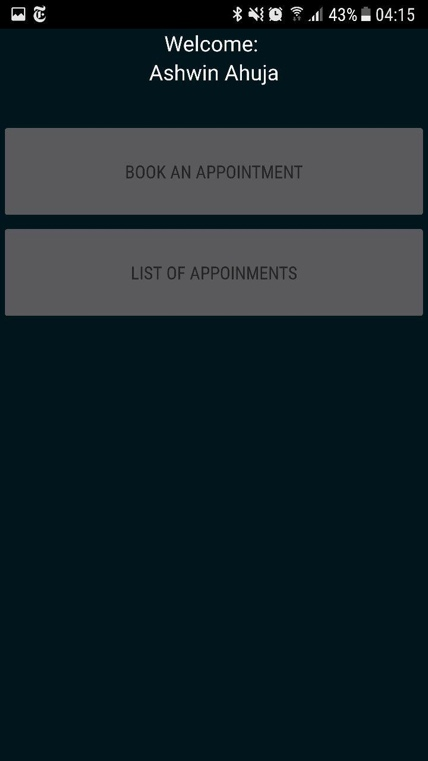 43% 04:15
Welcome:
Ashwin Ahuja
BOOK AN APPOINTMENT
LIST OF APPOINMENTS